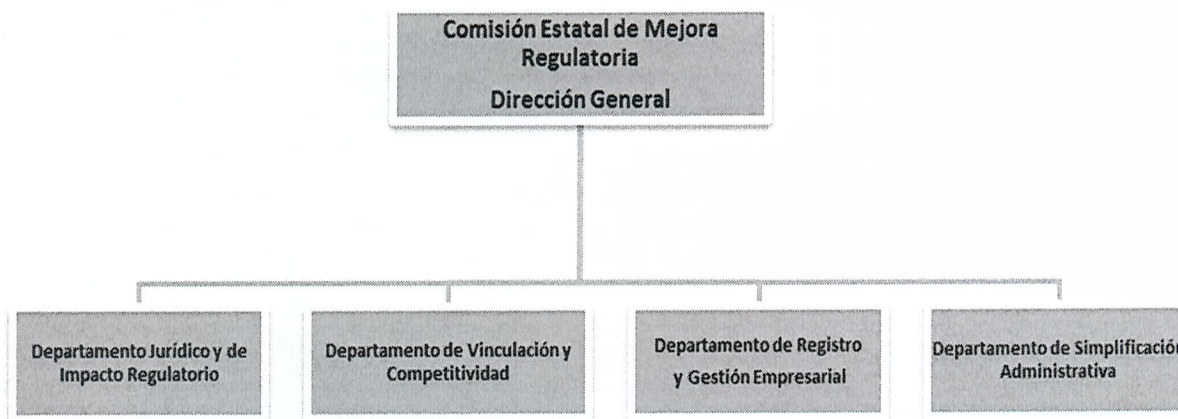 Comisión Estatal de Mejora
Regulatoria
Dirección General
Departamento Jurídico y de
Impacto Regulatorio
Departamento de Vinculación y
Competitividad
Departamento de Registro
y Gestión Empresarial
Departamento de Simplificación
Administrativa